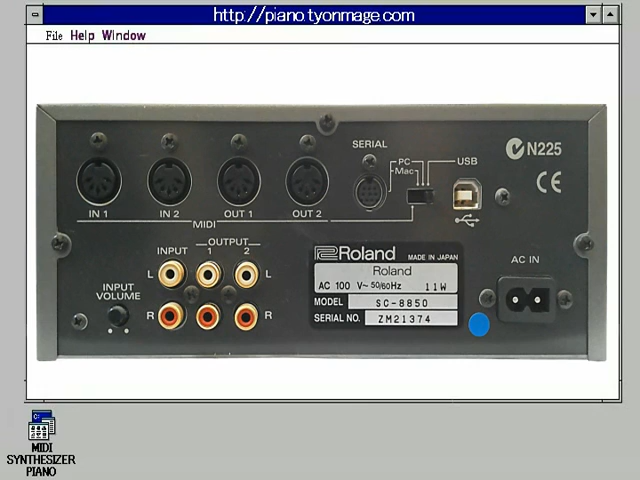 http://piano.tyonmage.com
File Help Window
SERIAL
PC
Mac
USB
N225
IN 1
IN 2
OUT 1
OUT 2
MIDI
INPUT
OUTPUT
1
2
L
L
R
R
INPUT
VOLUME
Roland
MADE IN JAPAN
Roland
AC 100 V~ 50/60Hz 11W
MODEL SC-8850
SERIAL NO. ZM21374
AC IN
MIDI
SYNTHESIZER
PIANO